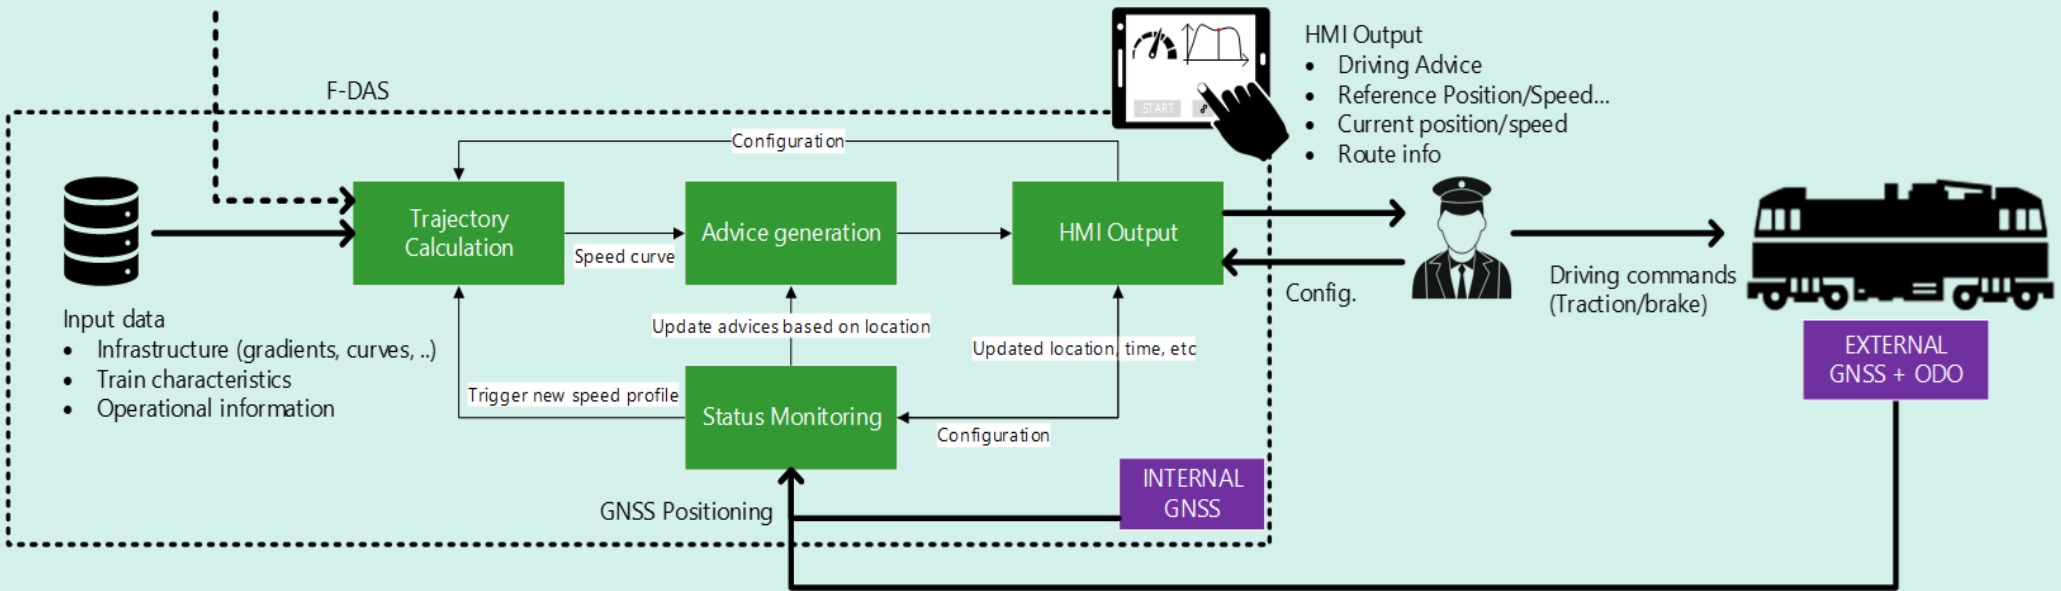 F-DAS
START
HMI Output
• Driving Advice
• Reference Position/Speed...
• Current position/speed
• Route info
Configuration
Trajectory
Calculation
Speed curve
Advice generation
HMI Output
Config.
Driving commands
(Traction/brake)
EXTERNAL
GNSS + ODO
Input data
• Infrastructure (gradients, curves, ..)
• Train characteristics
• Operational information
Update advices based on location
Updated location, time, etc
Trigger new speed profile
Status Monitoring
Configuration
INTERNAL
GNSS
GNSS Positioning